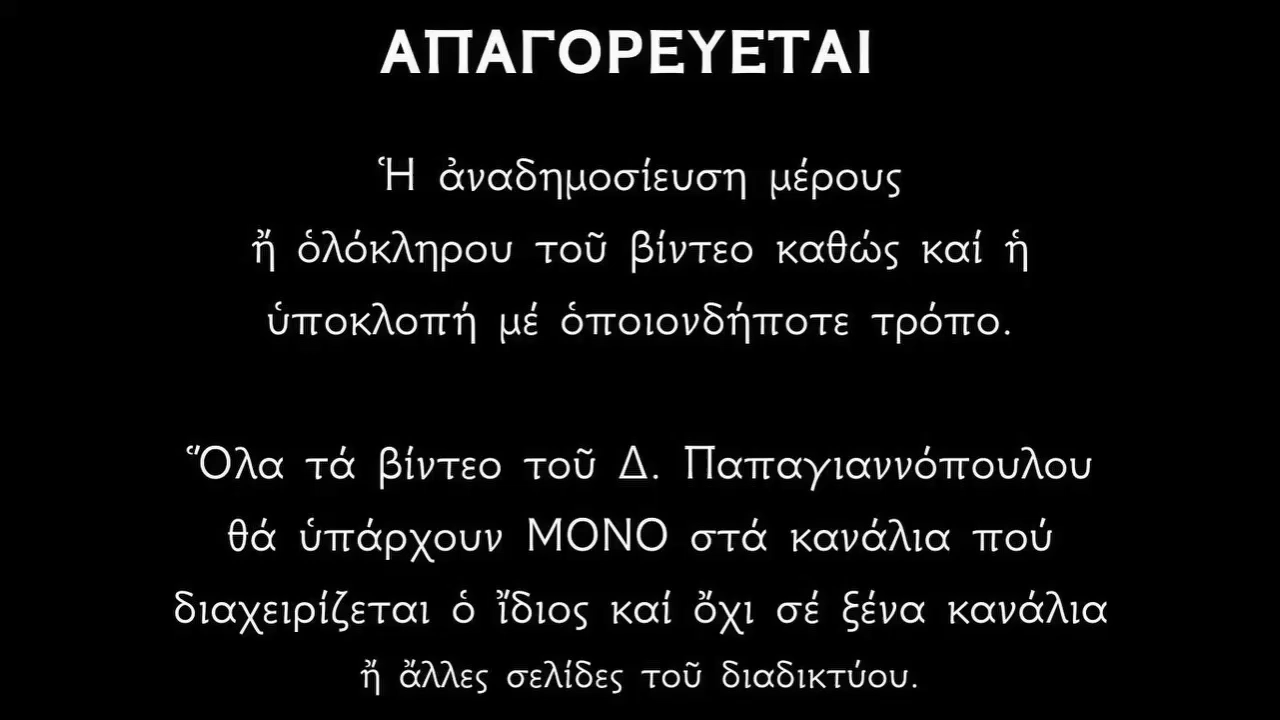 ΑΠΑΓΟΡΕΥΕΤΑΙ
Ἡ ἀναδημοσίευση μέρους
ἤ ὁλόκληρου τοῦ βίντεο καθώς καί ἡ
ὑποκλοπή μέ ὁποιονδήποτε τρόπο.
Ὅλα τά βίντεο τοῦ Δ. Παπαγιαννόπουλου
θά ὑπάρχουν ΜΟΝΟ στά κανάλια πού
διαχειρίζεται ὁ ἴδιος καί ὄχι σέ ξένα κανάλια
ἤ ἄλλες σελίδες τοῦ διαδικτύου.